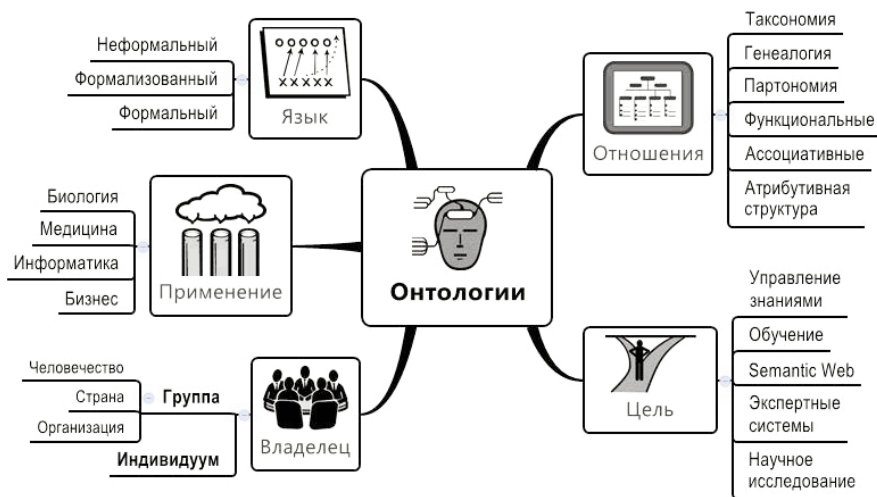 Неформальный
Формализованный
Формальный
Язык
Биология
Медицина
Информатика
Бизнес
Применение
Человечество
Страна
Организация
Группа
Индивидуум
Владелец
Онтологии
Таксономия
Генеалогия
Партономия
Функциональные
Ассоциативные
Атрибутивная
структура
Отношения
Управление
знаниями
Обучение
Semantic Web
Экспертные
системы
Научное
исследование
Цель